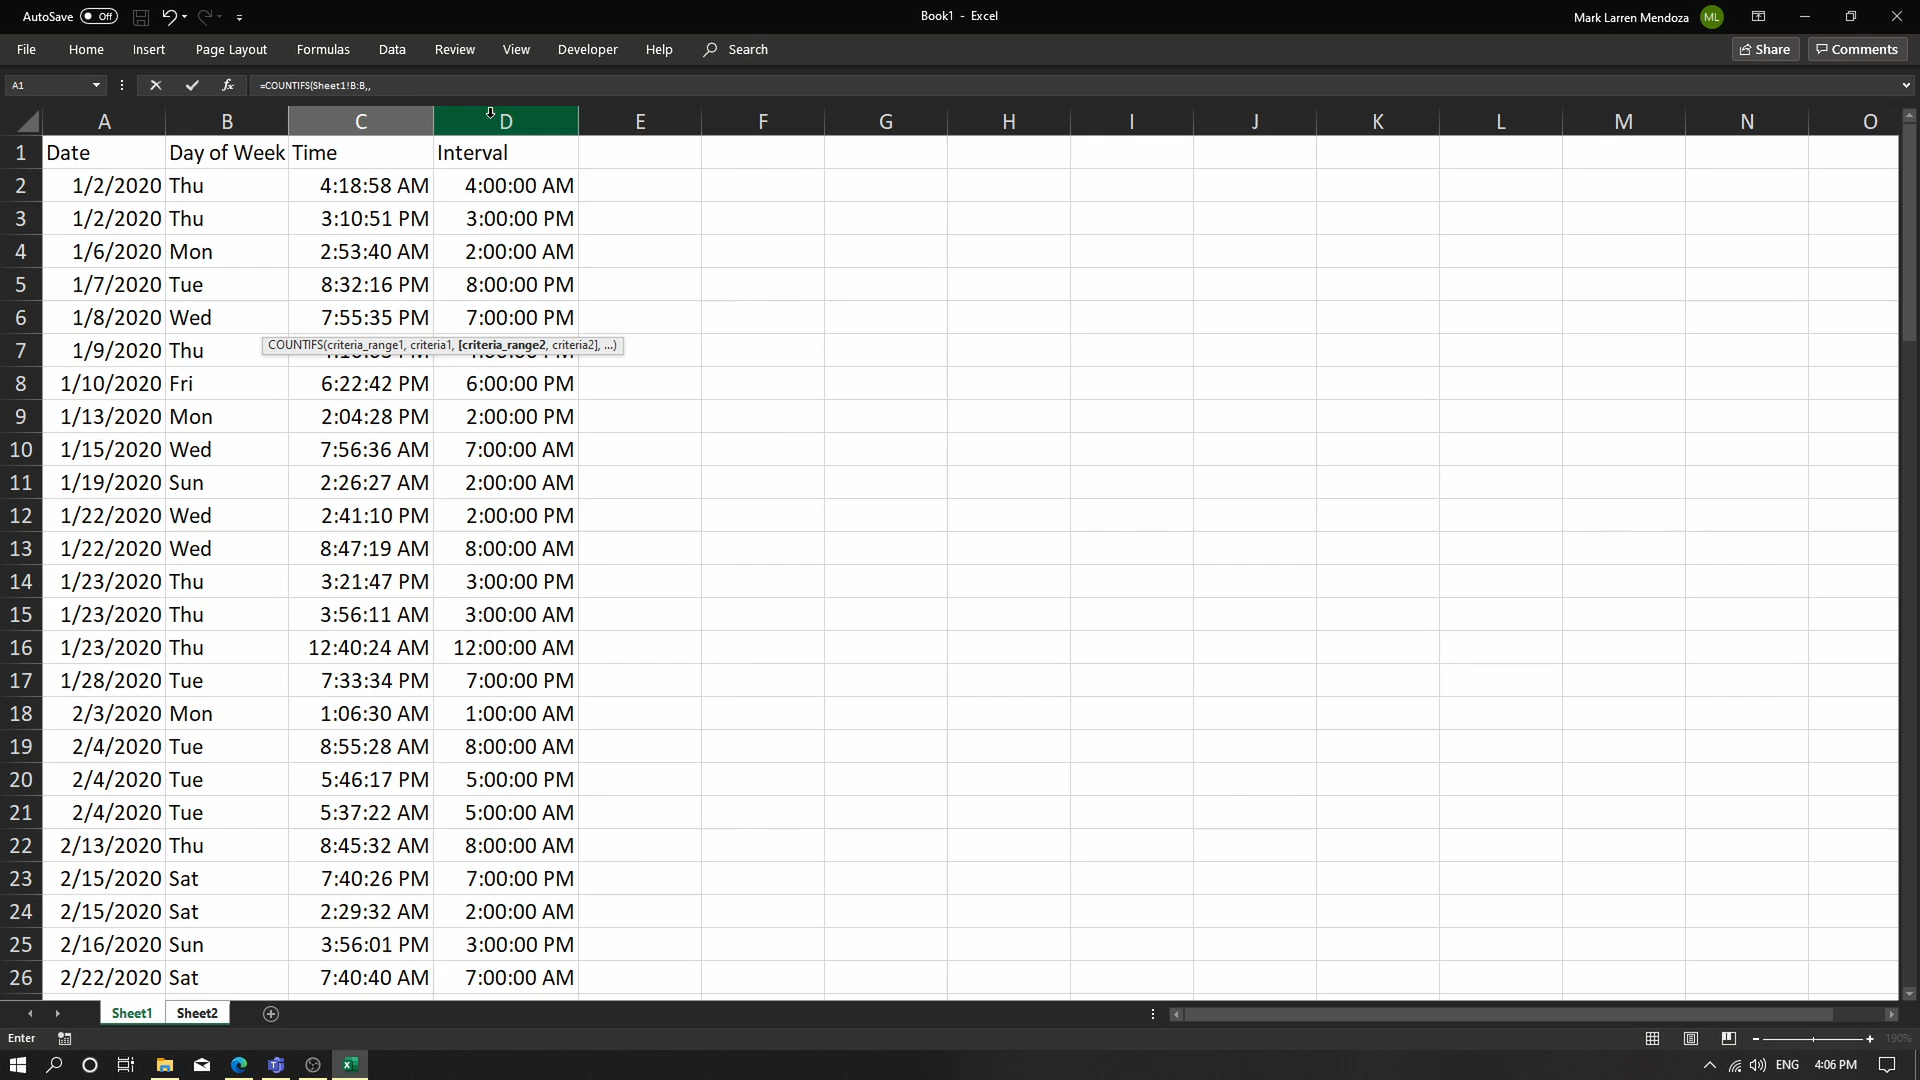 AutoSave Off Book1 - Excel Mark Larren Mendoza ML
File Home Insert Page Layout Formulas Data Review View Developer Help Search Share Comments
A1 fx =COUNTIFS(Sheet1!B:B,,
A B C D E F G H I J K L M N O
1 Date Day of Week Time Interval
2 1/2/2020 Thu 4:18:58 AM 4:00:00 AM
3 1/2/2020 Thu 3:10:51 PM 3:00:00 PM
4 1/6/2020 Mon 2:53:40 AM 2:00:00 AM
5 1/7/2020 Tue 8:32:16 PM 8:00:00 PM
6 1/8/2020 Wed 7:55:35 PM 7:00:00 PM
COUNTIFS(criteria_range1, criteria1, [criteria_range2, criteria2], ...)
7 1/9/2020 Thu
8 1/10/2020 Fri 6:22:42 PM 6:00:00 PM
9 1/13/2020 Mon 2:04:28 PM 2:00:00 PM
10 1/15/2020 Wed 7:56:36 AM 7:00:00 AM
11 1/19/2020 Sun 2:26:27 AM 2:00:00 AM
12 1/22/2020 Wed 2:41:10 PM 2:00:00 PM
13 1/22/2020 Wed 8:47:19 AM 8:00:00 AM
14 1/23/2020 Thu 3:21:47 PM 3:00:00 PM
15 1/23/2020 Thu 3:56:11 AM 3:00:00 AM
16 1/23/2020 Thu 12:40:24 AM 12:00:00 AM
17 1/28/2020 Tue 7:33:34 PM 7:00:00 PM
18 2/3/2020 Mon 1:06:30 AM 1:00:00 AM
19 2/4/2020 Tue 8:55:28 AM 8:00:00 AM
20 2/4/2020 Tue 5:46:17 PM 5:00:00 PM
21 2/4/2020 Tue 5:37:22 AM 5:00:00 AM
22 2/13/2020 Thu 8:45:32 AM 8:00:00 AM
23 2/15/2020 Sat 7:40:26 PM 7:00:00 PM
24 2/15/2020 Sat 2:29:32 AM 2:00:00 AM
25 2/16/2020 Sun 3:56:01 PM 3:00:00 PM
26 2/22/2020 Sat 7:40:40 AM 7:00:00 AM
Sheet1 Sheet2
Enter 190%
ENG 4:06 PM